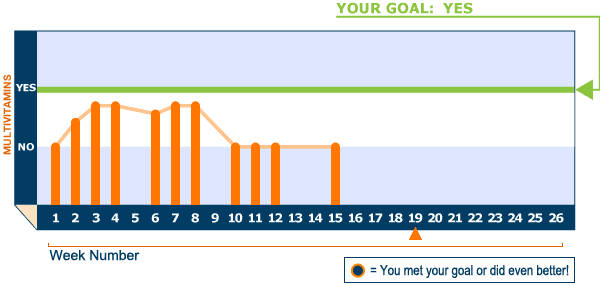 YOUR GOAL: YES
MULTIVITAMINS
YES
NO
1 2 3 4 5 6 7 8 9 10 11 12 13 14 15 16 17 18 19 20 21 22 23 24 25 26
Week Number
= You met your goal or did even better!